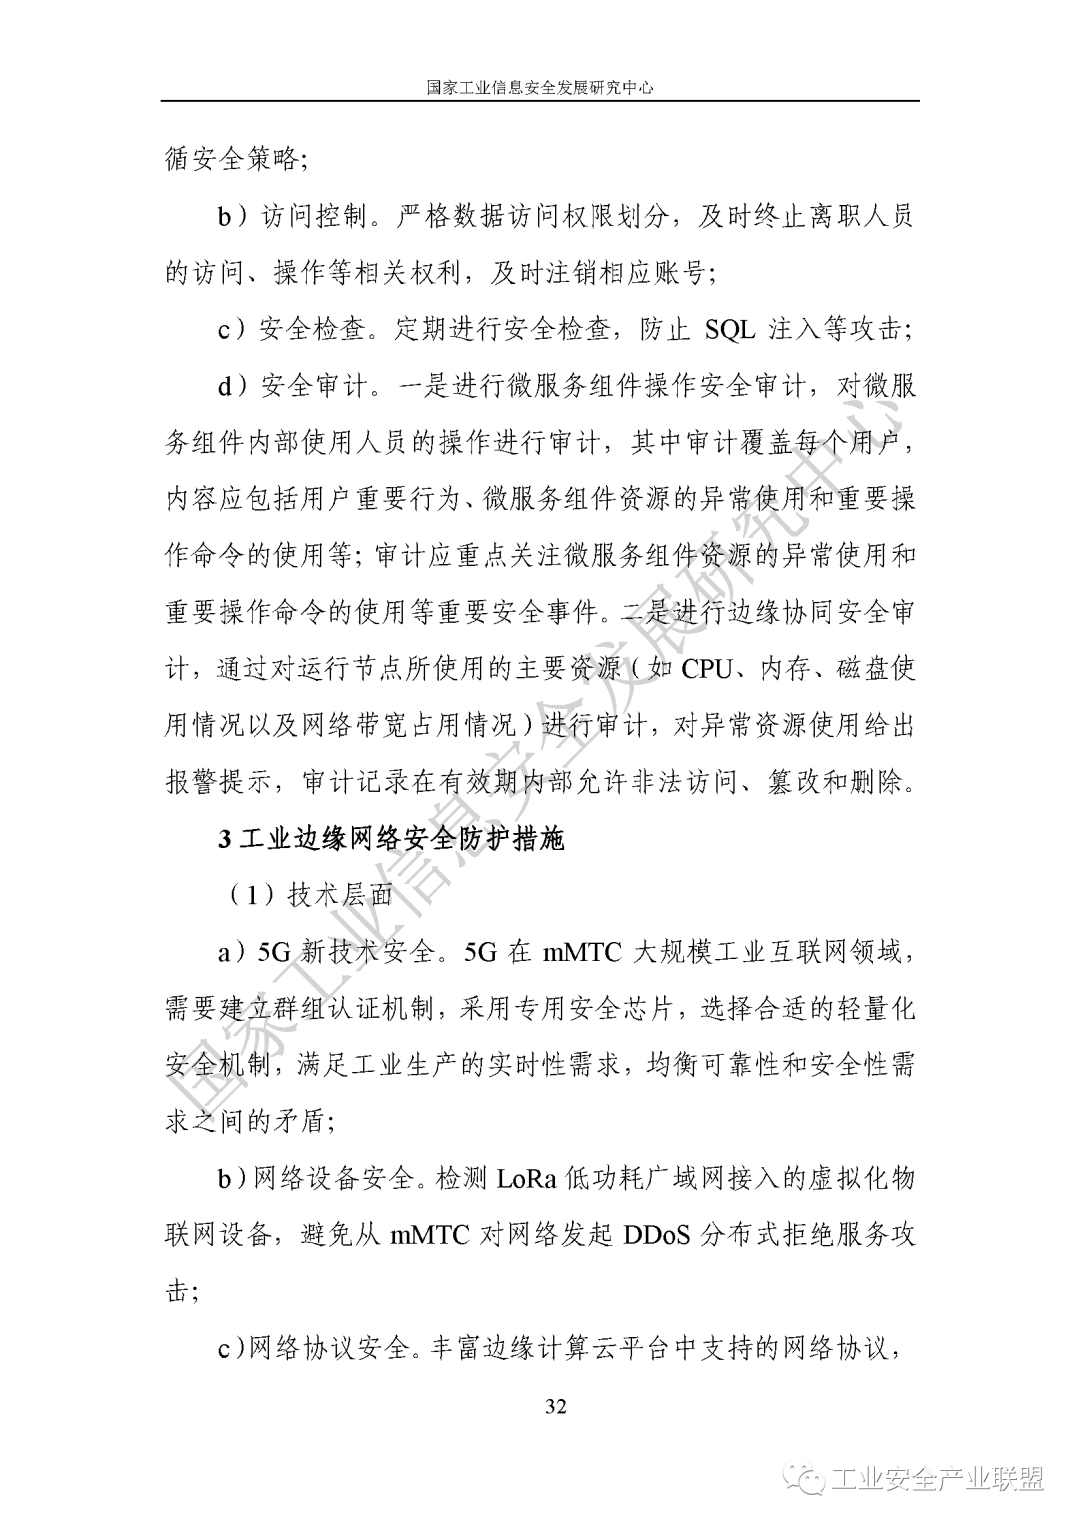 国家工业信息安全发展研究中心
循安全策略；
b）访问控制。严格数据访问权限划分，及时终止离职人员
的访问、操作等相关权利，及时注销相应账号；
c）安全检查。定期进行安全检查，防止 SQL 注入等攻击；
d）安全审计。一是进行微服务组件操作安全审计，对微服
务组件内部使用人员的操作进行审计，其中审计覆盖每个用户，
内容应包括用户重要行为、微服务组件资源的异常使用和重要操
作命令的使用等；审计应重点关注微服务组件资源的异常使用和
重要操作命令的使用等重要安全事件。二是进行边缘协同安全审
计，通过对运行节点所使用的主要资源（如 CPU、内存、磁盘使
用情况以及网络带宽占用情况）进行审计，对异常资源使用给出
报警提示，审计记录在有效期内部允许非法访问、篡改和删除。
3 工业边缘网络安全防护措施
（1）技术层面
a）5G 新技术安全。5G 在 mMTC 大规模工业互联网领域，
需要建立群组认证机制，采用专用安全芯片，选择合适的轻量化
安全机制，满足工业生产的实时性需求，均衡可靠性和安全性需
求之间的矛盾；
b）网络设备安全。检测 LoRa 低功耗广域网接入的虚拟化物
联网设备，避免从 mMTC 对网络发起 DDoS 分布式拒绝服务攻
击；
c）网络协议安全。丰富边缘计算云平台中支持的网络协议，
32
国家工业信息安全发展研究中心
工业安全产业联盟